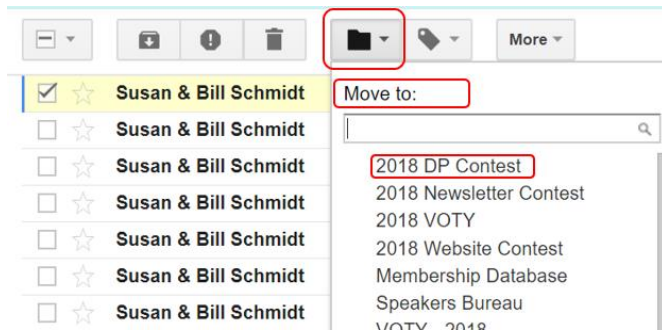 More
Susan & Bill Schmidt
Move to:
Susan & Bill Schmidt
Susan & Bill Schmidt
2018 DP Contest
Susan & Bill Schmidt
2018 Newsletter Contest
2018 VOTY
Susan & Bill Schmidt
2018 Website Contest
Susan & Bill Schmidt
Membership Database
Susan & Bill Schmidt
Speakers Bureau
VOTY - 2018